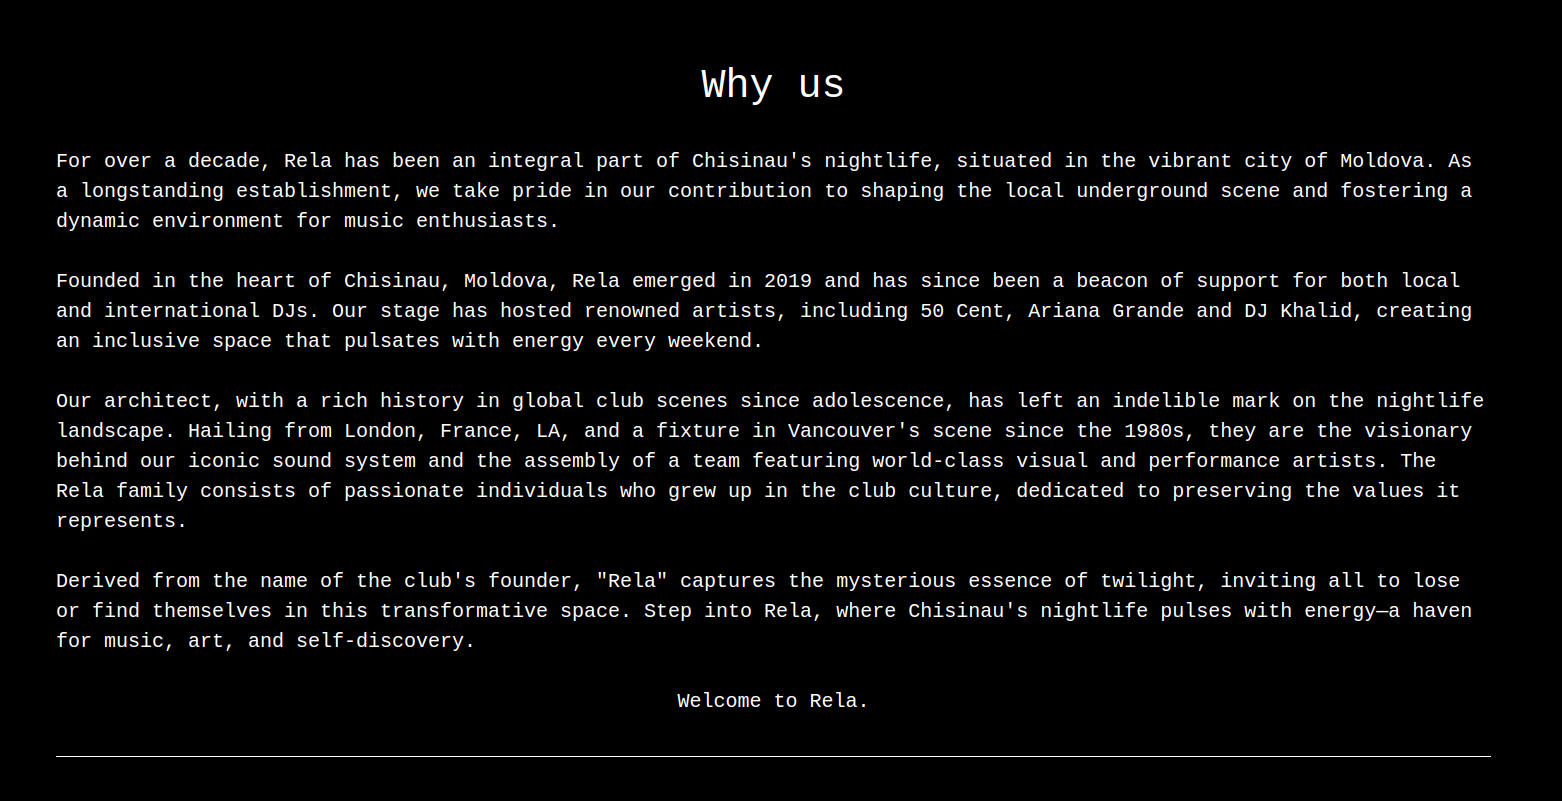 Why us
For over a decade, Rela has been an integral part of Chisinau's nightlife, situated in the vibrant city of Moldova. As
a longstanding establishment, we take pride in our contribution to shaping the local underground scene and fostering a
dynamic environment for music enthusiasts.
Founded in the heart of Chisinau, Moldova, Rela emerged in 2019 and has since been a beacon of support for both local
and international DJs. Our stage has hosted renowned artists, including 50 Cent, Ariana Grande and DJ Khalid, creating
an inclusive space that pulsates with energy every weekend.
Our architect, with a rich history in global club scenes since adolescence, has left an indelible mark on the nightlife
landscape. Hailing from London, France, LA, and a fixture in Vancouver's scene since the 1980s, they are the visionary
behind our iconic sound system and the assembly of a team featuring world-class visual and performance artists. The
Rela family consists of passionate individuals who grew up in the club culture, dedicated to preserving the values it
represents.
Derived from the name of the club's founder, "Rela" captures the mysterious essence of twilight, inviting all to lose
or find themselves in this transformative space. Step into Rela, where Chisinau's nightlife pulses with energy—a haven
for music, art, and self-discovery.
Welcome to Rela.